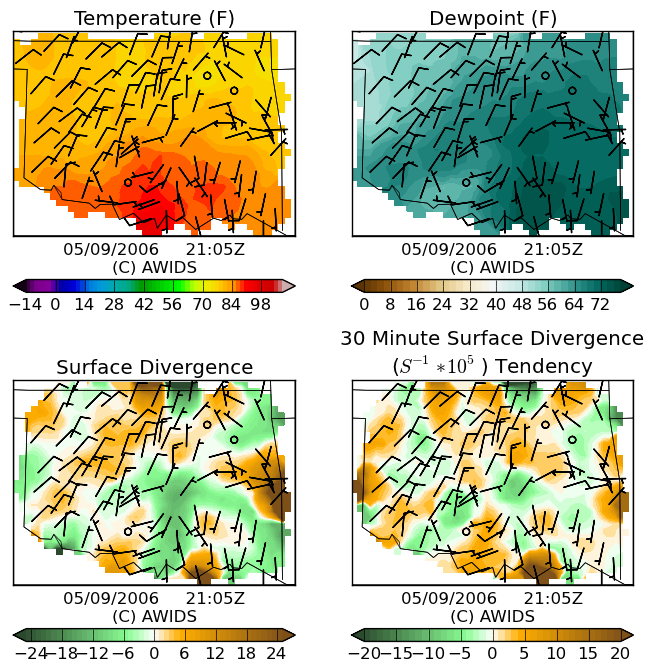 Temperature (F)
Dewpoint (F)
05/09/2006 21:05Z
(C) AWIDS
05/09/2006 21:05Z
(C) AWIDS
−14 0 14 28 42 56 70 84 98
0 8 16 24 32 40 48 56 64 72
Surface Divergence
30 Minute Surface Divergence
(S⁻¹ *10⁵ ) Tendency
05/09/2006 21:05Z
(C) AWIDS
05/09/2006 21:05Z
(C) AWIDS
−24 −18 −12 −6 0 6 12 18 24
−20 −15 −10 −5 0 5 10 15 20